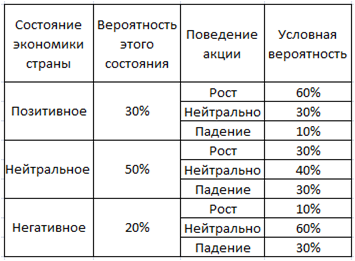 Состояние экономики страны
Вероятность этого состояния
Поведение акции
Условная вероятность
Позитивное
30%
Рост
60%
Нейтрально
30%
Падение
10%
Нейтральное
50%
Рост
30%
Нейтрально
40%
Падение
30%
Негативное
20%
Рост
10%
Нейтрально
60%
Падение
30%